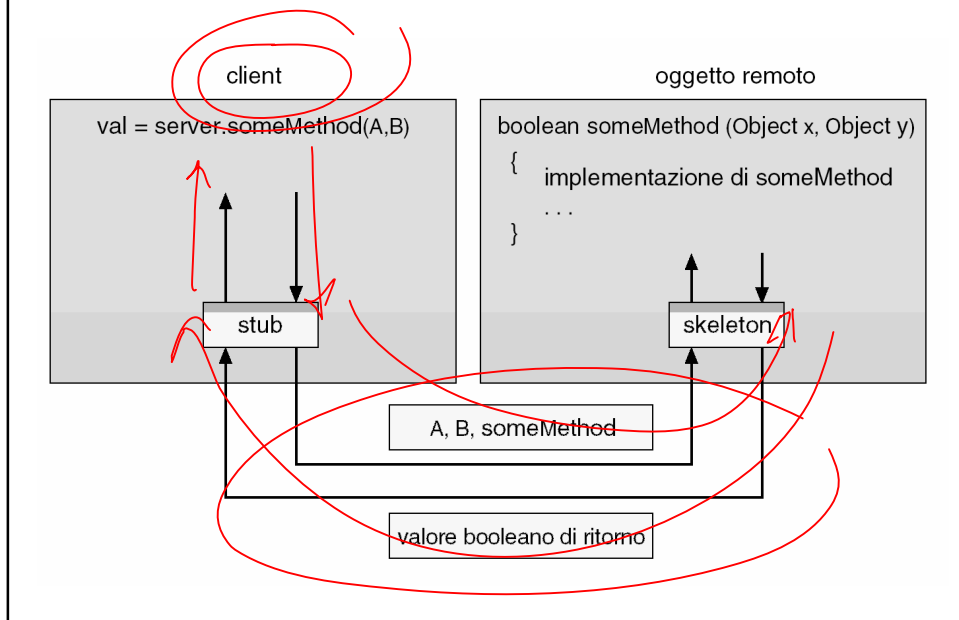 client
oggetto remoto
val = server.someMethod(A,B)
boolean someMethod (Object x, Object y)
{
implementazione di someMethod
. . .
}
stub
skeleton
A, B, someMethod
valore booleano di ritorno